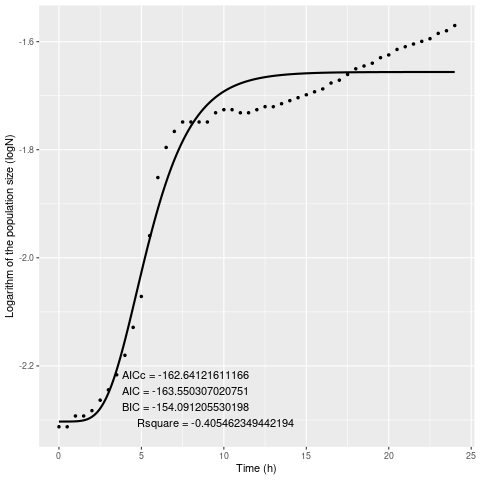 -1.6
-1.8
-2.0
-2.2
Logarithm of the population size (logN)
AICc = -162.64121611166
AIC = -163.550307020751
BIC = -154.091205530198
Rsquare = -0.405462349442194
0 5 10 15 20 25
Time (h)